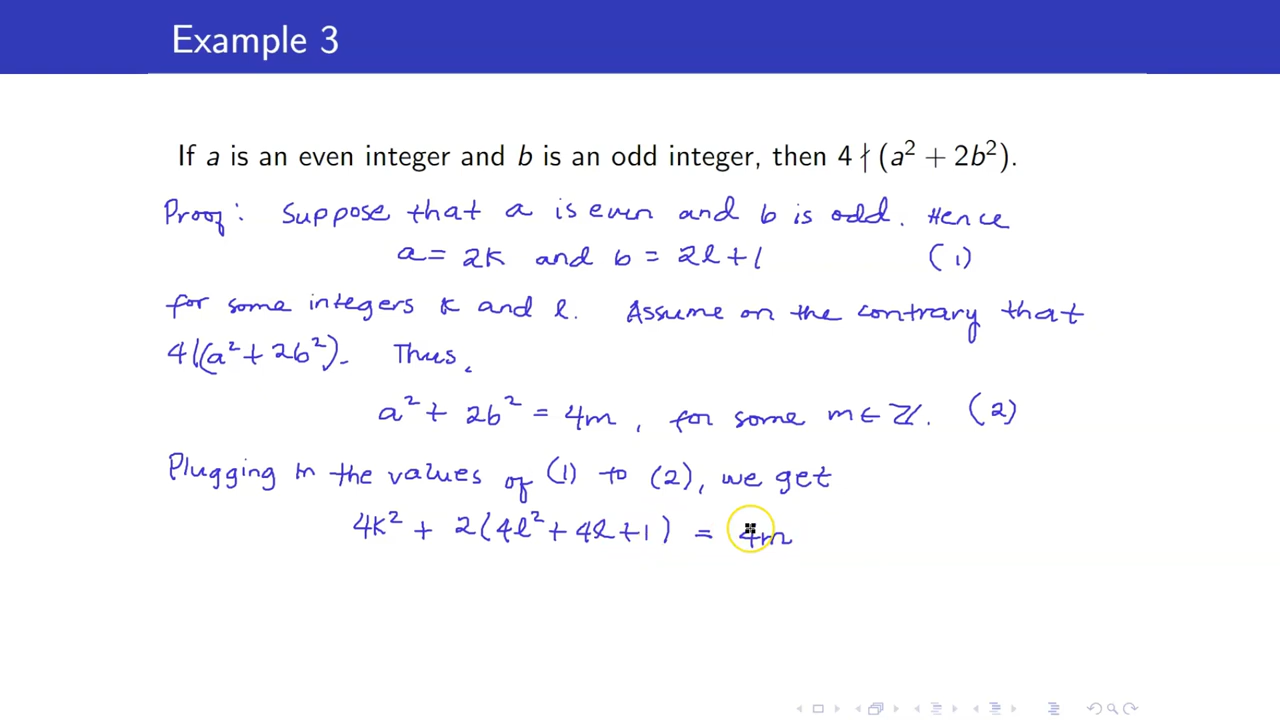 Example 3
If a is an even integer and b is an odd integer, then 4 ∤ (a² + 2b²).
Proof: Suppose that a is even and b is odd. Hence
a = 2k and b = 2l+1 (1)
for some integers k and l. Assume on the contrary that
4|(a² + 2b²). Thus,
a² + 2b² = 4m, for some m ∈ ℤ. (2)
Plugging in the values of (1) to (2), we get
4k² + 2(4l² + 4l + 1) = 4m